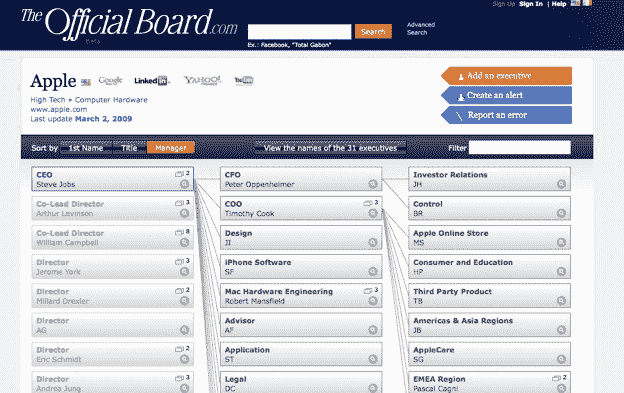 Sign Up Sign In | Help
The Official Board.com
Beta
Search
Advanced Search
Ex.: Facebook, "Total Gabon"
Apple Google LinkedIn YAHOO! YouTube
FINANCE
High Tech » Computer Hardware
www.apple.com
Last update March 2, 2009
Add an executive
Create an alert
Report an error
Sort by 1st Name Title Manager View the names of the 31 executives Filter
CEO 2
Steve Jobs
Co-Lead Director 3
Arthur Levinson
Co-Lead Director 8
William Campbell
Director 3
Jerome York
Director 2
Millard Drexler
Director
AG
Director 2
Eric Schmidt
Director 3
Andrea Jung
CFO
Peter Oppenheimer
COO 3
Timothy Cook
Design
JI
iPhone Software
SF
Mac Hardware Engineering 3
Robert Mansfield
Advisor
AF
Application
ST
Legal
DC
Investor Relations
JH
Control
BR
Apple Online Store
MS
Consumer and Education
HP
Third Party Product
TB
Americas & Asia Regions
JB
AppleCare
SG
EMEA Region 2
Pascal Cagni